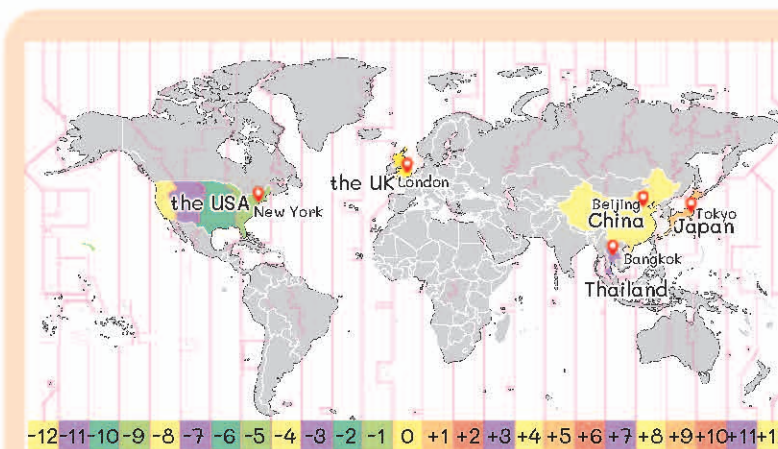 the USA
New York
the UK
London
Beijing
China
Tokyo
Japan
Bangkok
Thailand
-12 -11 -10 -9 -8 -7 -6 -5 -4 -3 -2 -1 0 +1 +2 +3 +4 +5 +6 +7 +8 +9 +10 +11